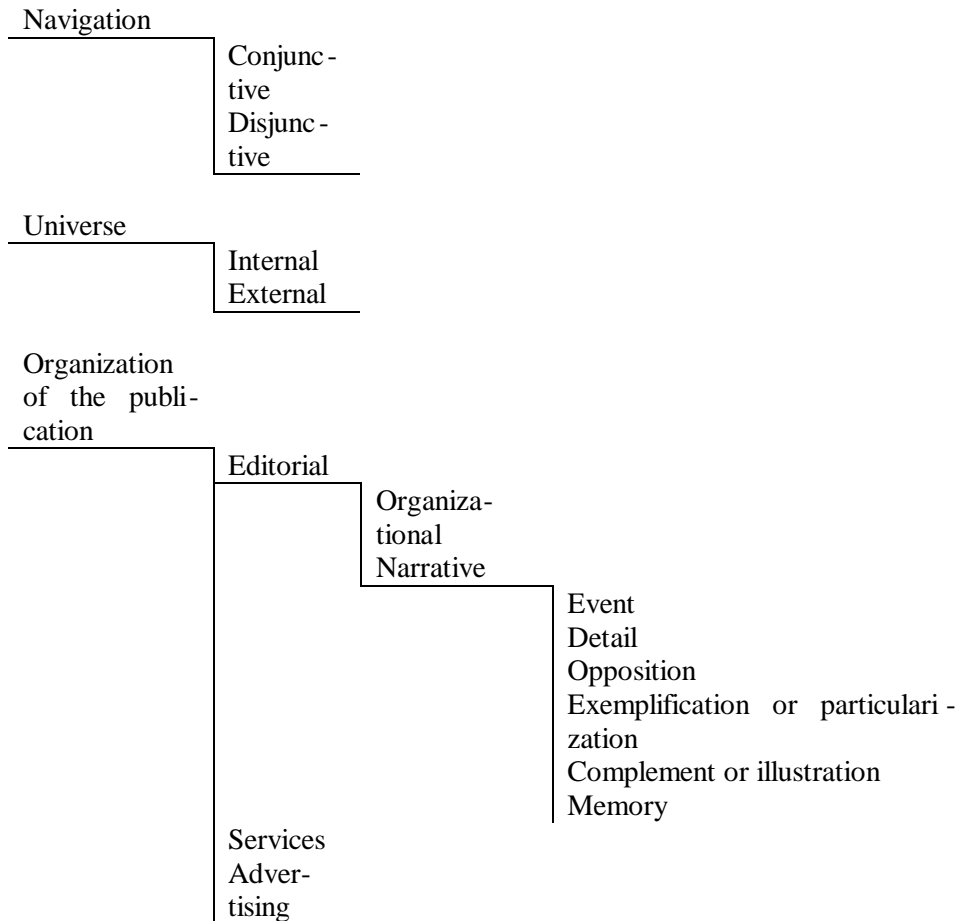 Navigation
Conjunc-
tive
Disjunc-
tive
Universe
Internal
External
Organization
of the publi-
cation
Editorial
Organiza-
tional
Narrative
Event
Detail
Opposition
Exemplification or particulari-
zation
Complement or illustration
Memory
Services
Adver-
tising